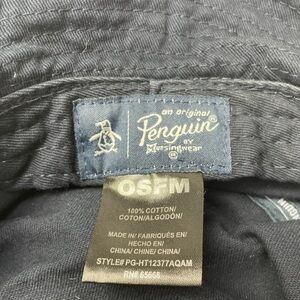 an original
Penguin®
BY
Munsingwear
®
OSFM
100% COTTON/
COTON/ALGODÓN/
MADE IN/ FABRIQUÉS EN/
HECHO EN/
CHINA/ CHINE/ CHINA
STYLE# PG-HT12377AQAM
RN# 65668